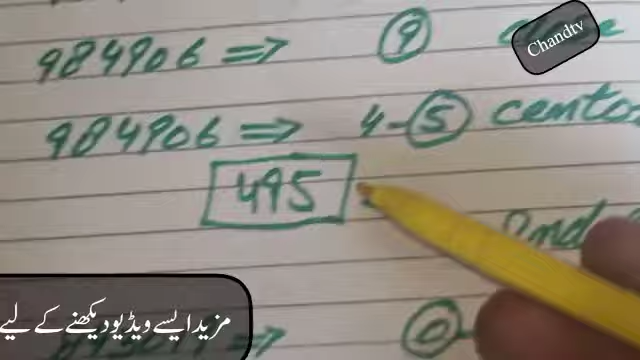 984906 ⇒ 9
Chandtv
984906 ⇒ 4-5 cento
495
2nd
مزید ایسے ویڈیو دیکھنے کے لیے
⇒ 0